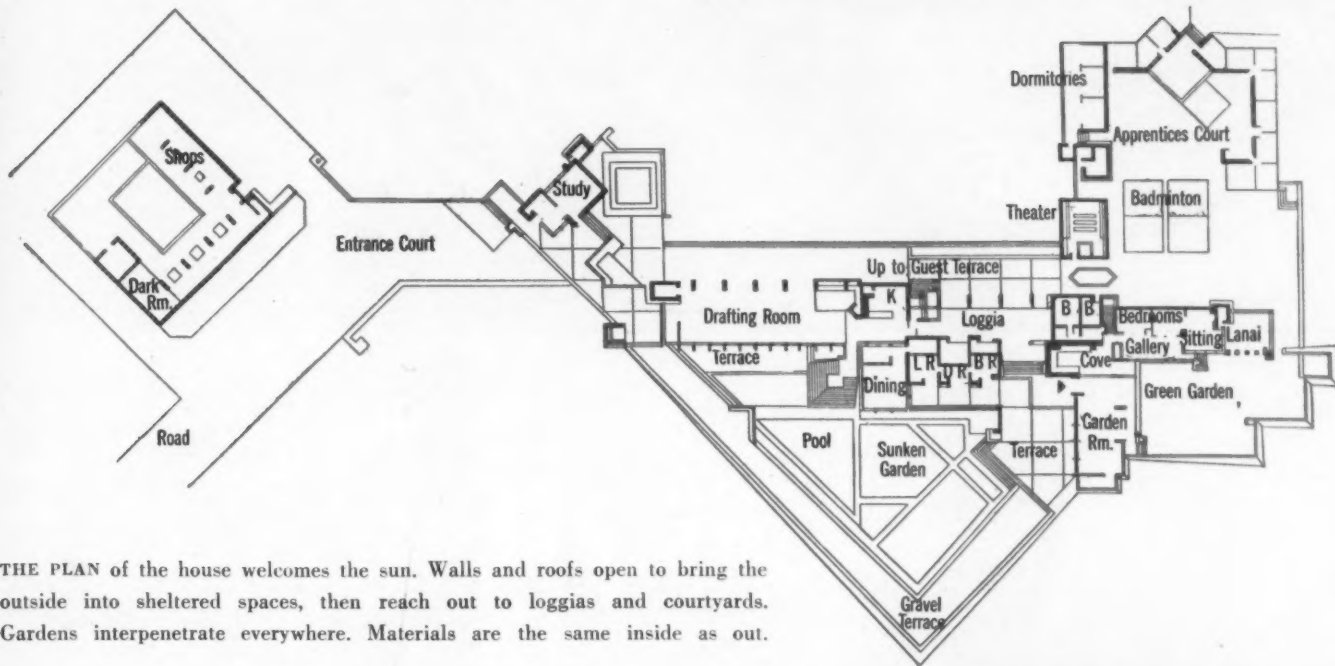 Shops
Dark
Rm.
Entrance Court
Road
Study
Drafting Room
Terrace
Up to Guest Terrace
K
Loggia
Dining
L R
D R
B R
Pool
Sunken
Garden
Terrace
Gravel
Terrace
Dormitories
Apprentices Court
Badminton
Theater
B
B
Bedrooms
Gallery
Sitting
Lanai
Cove
Green Garden
Garden
Rm.
THE PLAN of the house welcomes the sun. Walls and roofs open to bring the
outside into sheltered spaces, then reach out to loggias and courtyards.
Gardens interpenetrate everywhere. Materials are the same inside as out.